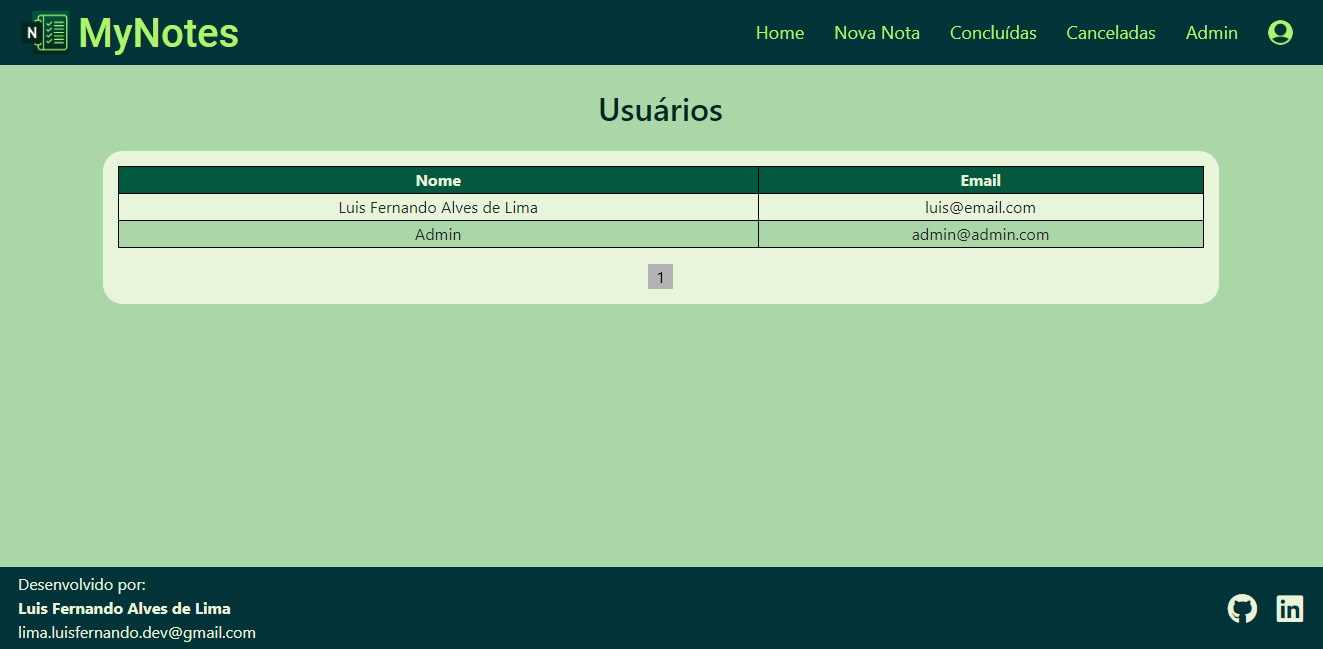 N MyNotes Home Nova Nota Concluídas Canceladas Admin
Usuários
Nome Email
Luis Fernando Alves de Lima luis@email.com
Admin admin@admin.com
1
Desenvolvido por:
Luis Fernando Alves de Lima
lima.luisfernando.dev@gmail.com
in